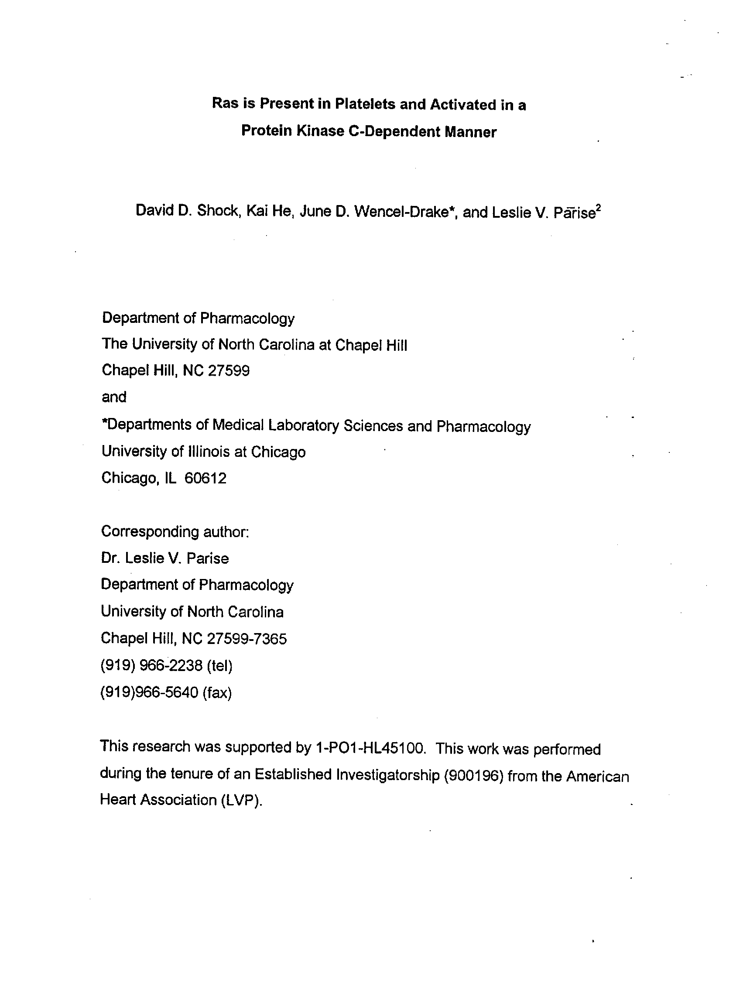 Ras is Present in Platelets and Activated in a
Protein Kinase C-Dependent Manner
David D. Shock, Kai He, June D. Wencel-Drake*, and Leslie V. Parise²
Department of Pharmacology
The University of North Carolina at Chapel Hill
Chapel Hill, NC 27599
and
*Departments of Medical Laboratory Sciences and Pharmacology
University of Illinois at Chicago
Chicago, IL 60612
Corresponding author:
Dr. Leslie V. Parise
Department of Pharmacology
University of North Carolina
Chapel Hill, NC 27599-7365
(919) 966-2238 (tel)
(919)966-5640 (fax)
This research was supported by 1-PO1-HL45100. This work was performed
during the tenure of an Established Investigatorship (900196) from the American
Heart Association (LVP).